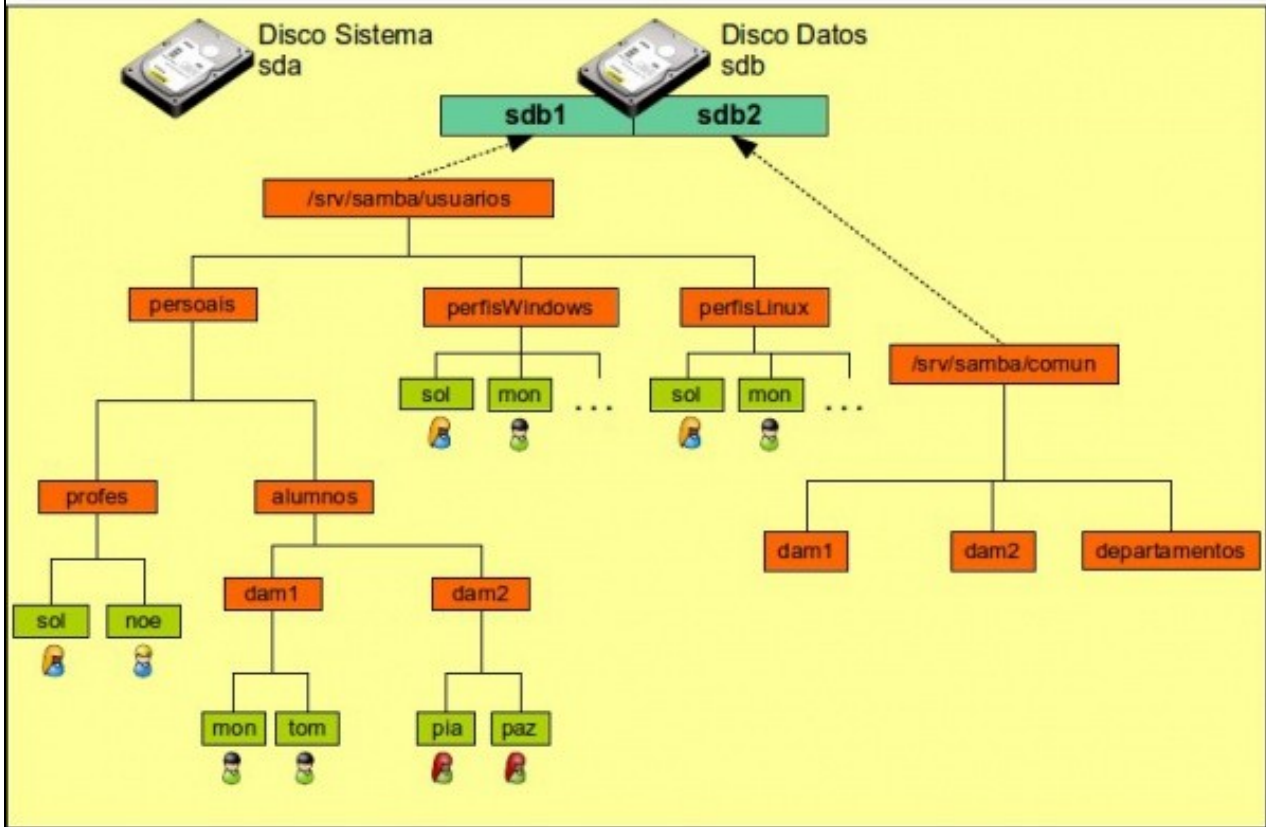 Disco Sistema
sda
Disco Datos
sdb
sdb1
sdb2
/srv/samba/usuarios
persoais
perfisWindows
perfisLinux
/srv/samba/comun
sol
mon
...
sol
mon
...
profes
alumnos
dam1
dam2
departamentos
dam1
dam2
sol
noe
mon
tom
pia
paz